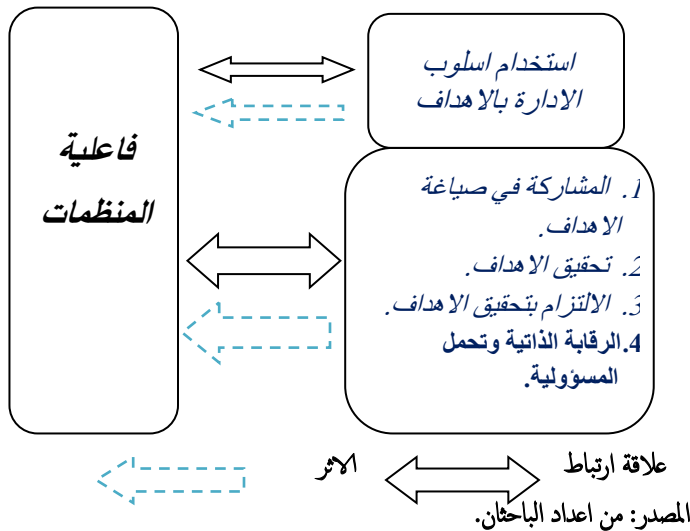 استخدام اسلوب
الادارة بالاهداف
فاعلية
المنظمات
1. المشاركة في صياغة
الاهداف.
2. تحقيق الاهداف.
3. الالتزام بتحقيق الاهداف.
4.الرقابة الذاتية وتحمل
المسؤولية.
علاقة ارتباط
الاثر
المصدر: من اعداد الباحثان.